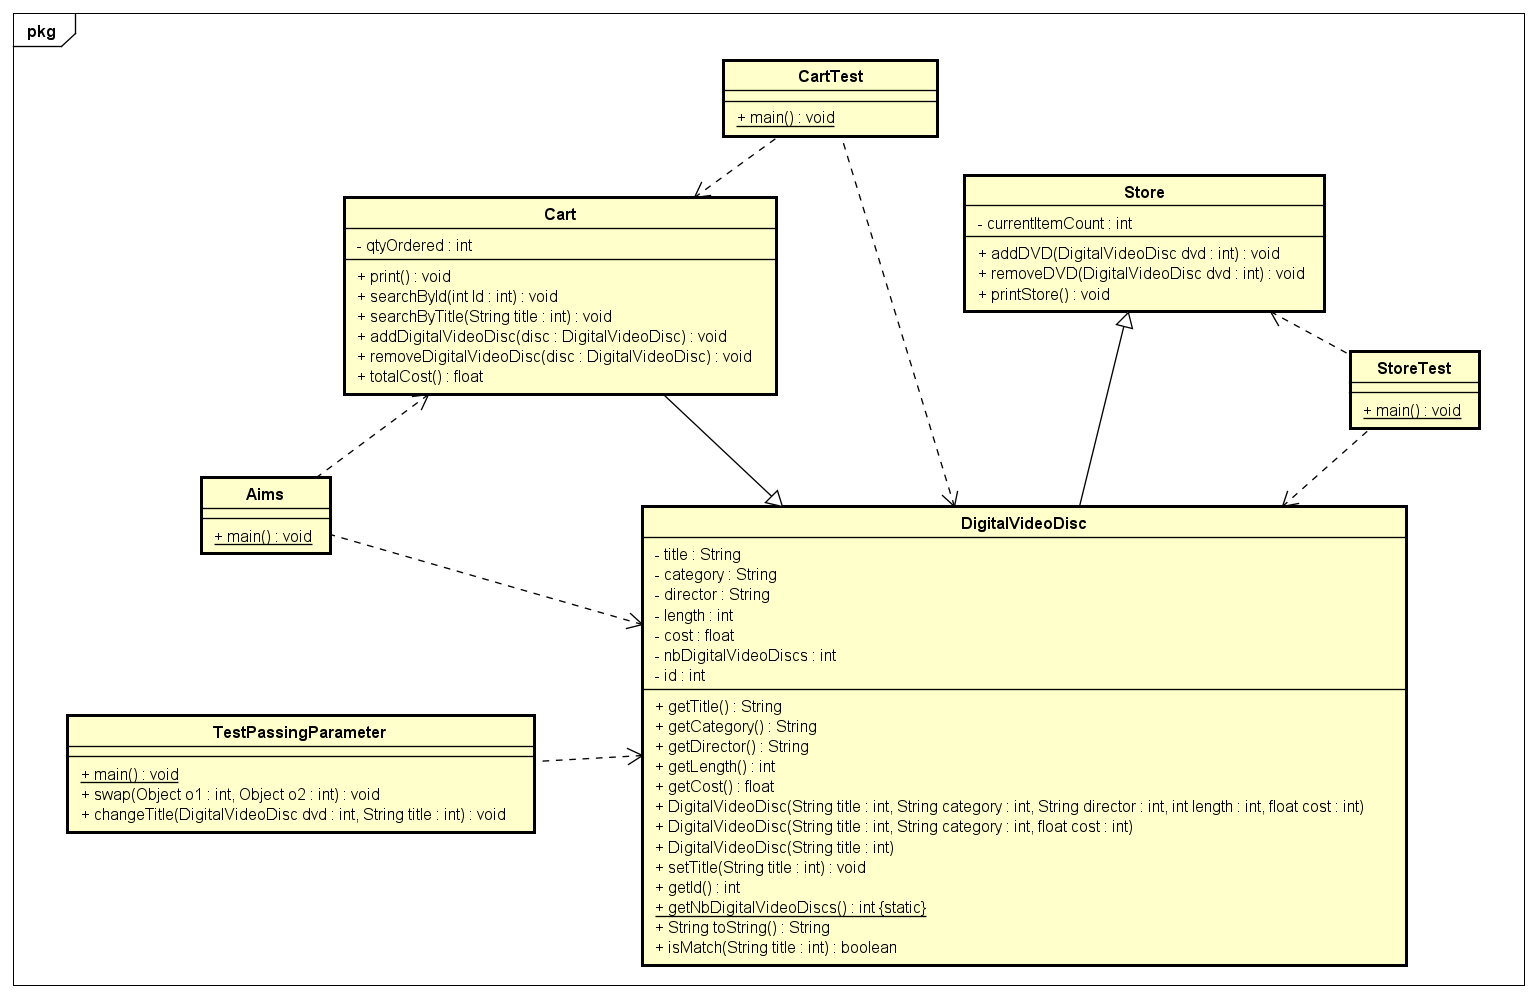 pkg
CartTest
+ main() : void
Cart
- qtyOrdered : int
+ print() : void
+ searchById(int Id : int) : void
+ searchByTitle(String title : int) : void
+ addDigitalVideoDisc(disc : DigitalVideoDisc) : void
+ removeDigitalVideoDisc(disc : DigitalVideoDisc) : void
+ totalCost() : float
Store
- currentItemCount : int
+ addDVD(DigitalVideoDisc dvd : int) : void
+ removeDVD(DigitalVideoDisc dvd : int) : void
+ printStore() : void
StoreTest
+ main() : void
Aims
+ main() : void
DigitalVideoDisc
- title : String
- category : String
- director : String
- length : int
- cost : float
- nbDigitalVideoDiscs : int
- id : int
+ getTitle() : String
+ getCategory() : String
+ getDirector() : String
+ getLength() : int
+ getCost() : float
+ DigitalVideoDisc(String title : int, String category : int, String director : int, int length : int, float cost : int)
+ DigitalVideoDisc(String title : int, String category : int, float cost : int)
+ DigitalVideoDisc(String title : int)
+ setTitle(String title : int) : void
+ getId() : int
+ getNbDigitalVideoDiscs() : int {static}
+ String toString() : String
+ isMatch(String title : int) : boolean
TestPassingParameter
+ main() : void
+ swap(Object o1 : int, Object o2 : int) : void
+ changeTitle(DigitalVideoDisc dvd : int, String title : int) : void